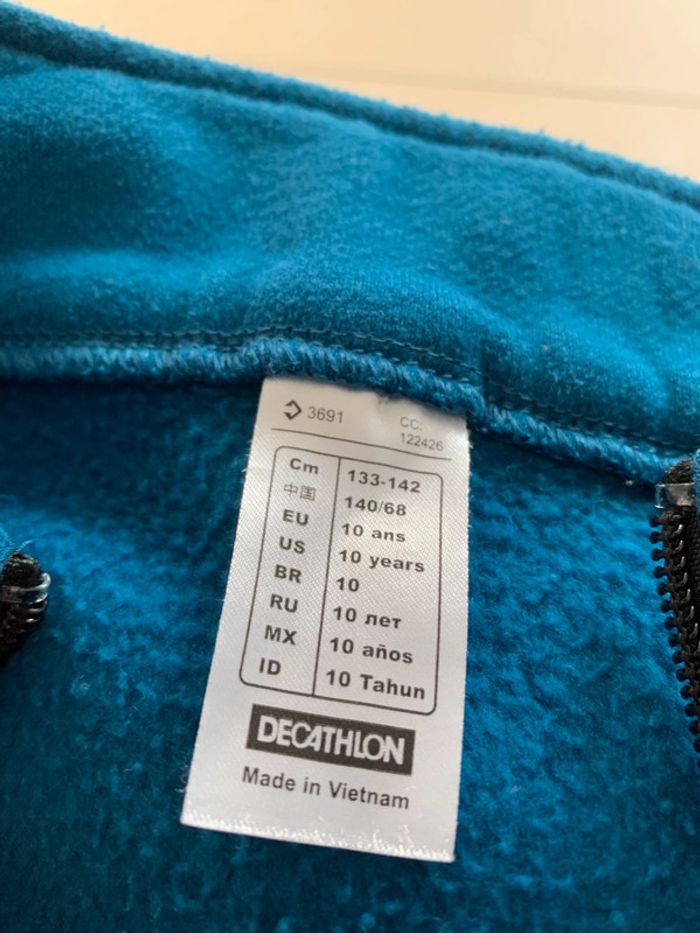 3691 CC:
122426
Cm 133-142
中国 140/68
EU 10 ans
US 10 years
BR 10
RU 10 лет
MX 10 años
ID 10 Tahun
DECATHLON
Made in Vietnam